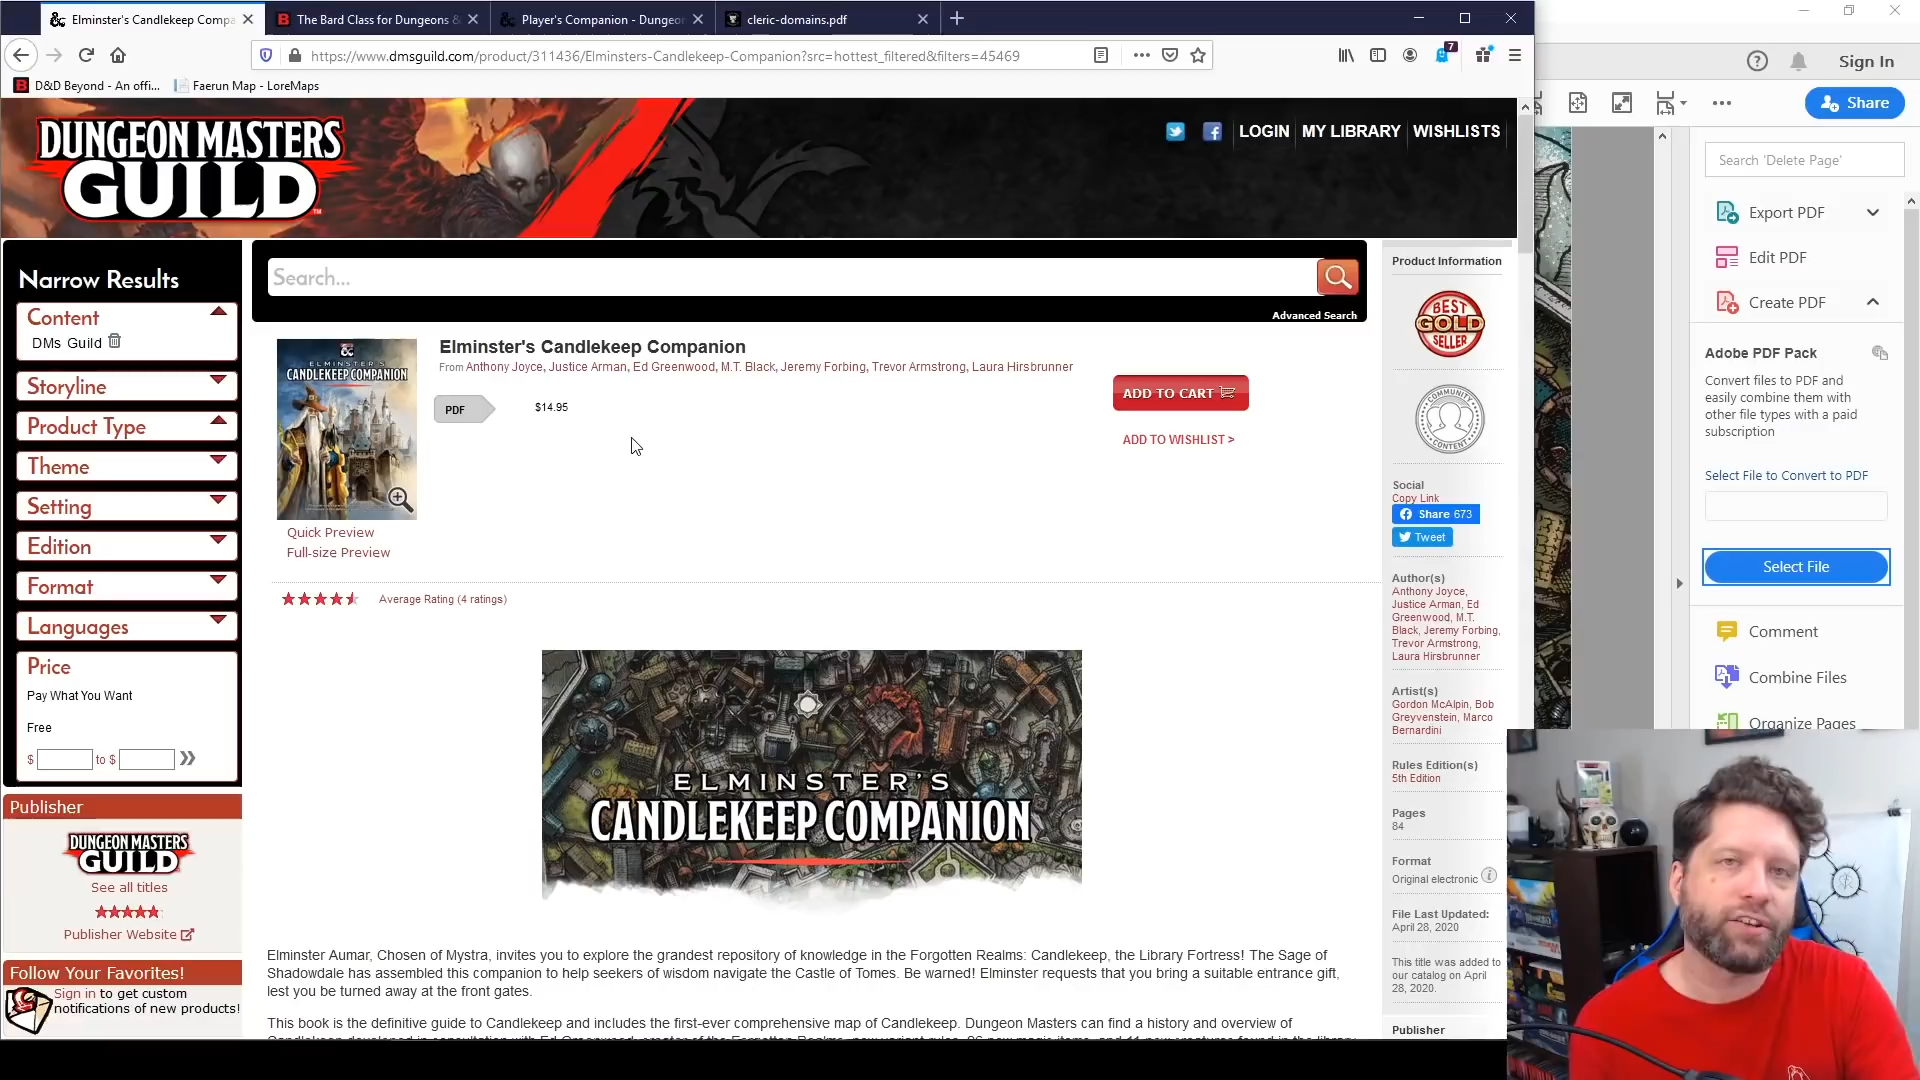 Elminster's Candlekeep Compa
The Bard Class for Dungeons &
Player's Companion - Dungeon
cleric-domains.pdf
https://www.dmsguild.com/product/311436/Elminsters-Candlekeep-Companion?src=hottest_filtered&filters=45469
7
D&D Beyond - An offi...
Faerun Map - LoreMaps
Sign In
Share
DUNGEON MASTERS
GUILD
LOGIN
MY LIBRARY
WISHLISTS
Search 'Delete Page'
Export PDF
Edit PDF
Create PDF
Adobe PDF Pack
Convert files to PDF and
easily combine them with
other file types with a paid
subscription
Select File to Convert to PDF
Select File
Comment
Combine Files
Organize Pages
Narrow Results
Content
DMs Guild
Storyline
Product Type
Theme
Setting
Edition
Format
Languages
Price
Pay What You Want
Free
$ to $
Publisher
DUNGEON MASTERS
GUILD
See all titles
Publisher Website
Follow Your Favorites!
Sign in to get custom
notifications of new products!
Search...
Advanced Search
ELMINSTER'S
CANDLEKEEP COMPANION
Quick Preview
Full-size Preview
Elminster's Candlekeep Companion
From Anthony Joyce, Justice Arman, Ed Greenwood, M.T. Black, Jeremy Forbing, Trevor Armstrong, Laura Hirsbrunner
PDF
$14.95
ADD TO CART
ADD TO WISHLIST >
Average Rating (4 ratings)
ELMINSTER'S
CANDLEKEEP COMPANION
Elminster Aumar, Chosen of Mystra, invites you to explore the grandest repository of knowledge in the Forgotten Realms: Candlekeep, the Library Fortress! The Sage of
Shadowdale has assembled this companion to help seekers of wisdom navigate the Castle of Tomes. Be warned! Elminster requests that you bring a suitable entrance gift,
lest you be turned away at the front gates.
This book is the definitive guide to Candlekeep and includes the first-ever comprehensive map of Candlekeep. Dungeon Masters can find a history and overview of
Product Information
BEST
GOLD
SELLER
COMMUNITY
CONTENT
Social
Copy Link
Share 673
Tweet
Author(s)
Anthony Joyce,
Justice Arman, Ed
Greenwood, M.T.
Black, Jeremy Forbing,
Trevor Armstrong,
Laura Hirsbrunner
Artist(s)
Gordon McAlpin, Bob
Greyvenstein, Marco
Bernardini
Rules Edition(s)
5th Edition
Pages
84
Format
Original electronic
File Last Updated:
April 28, 2020
This title was added to
our catalog on April
28, 2020.
Publisher